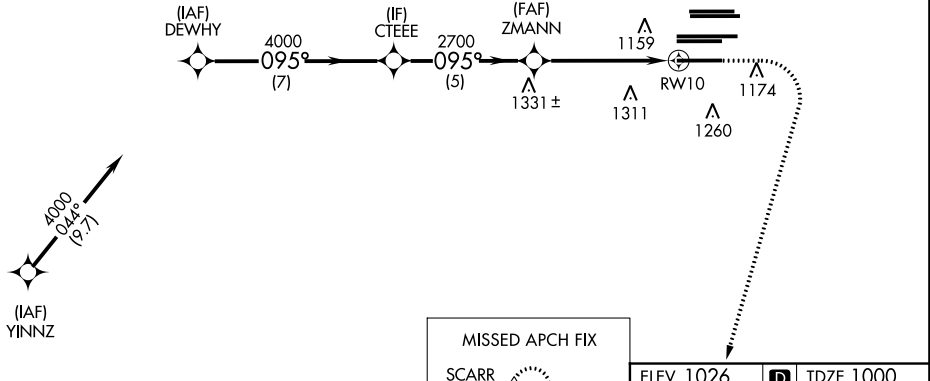 (IAF)
DEWHY
4000
095°
(7)
(IF)
CTEEE
2700
095°
(5)
(FAF)
ZMANN
1331 ±
1159
1311
RW10
1260
1174
4000
044°
(9.7)
(IAF)
YINNZ
MISSED APCH FIX
SCARR
ELEV 1026
D
TDZE 1000